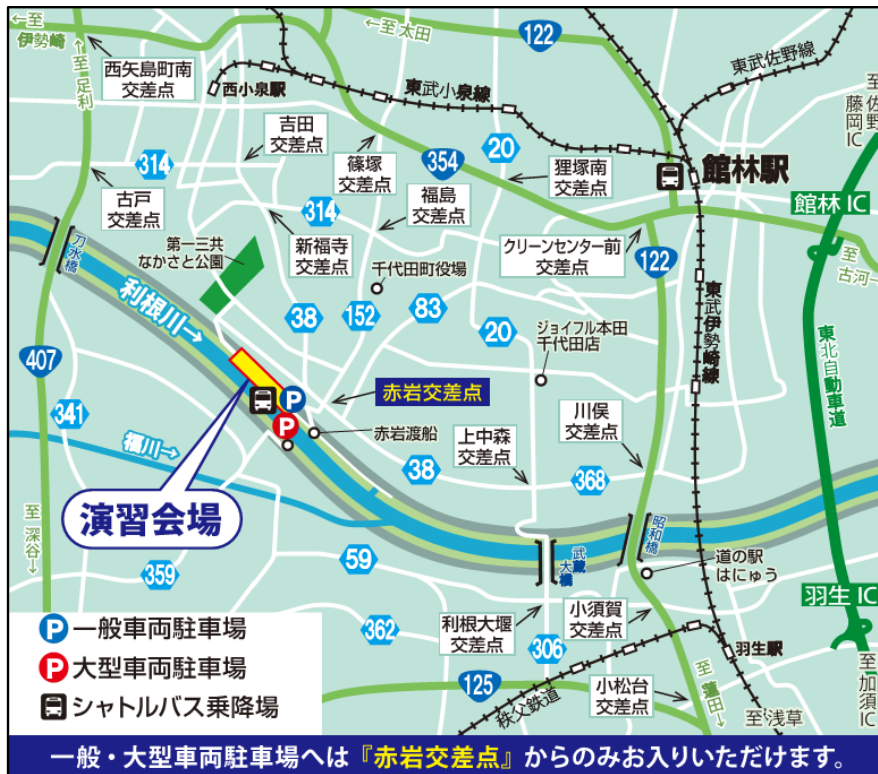 ←至
伊勢崎
←至太田
122
東武佐野線
至佐野
藤岡IC
←至足利
西矢島町南
交差点
西小泉駅
東武小泉線
吉田
交差点
篠塚
交差点
20
314
354
狸塚南
交差点
館林駅
古戸
交差点
福島
交差点
314
館林 IC
新福寺
交差点
クリーンセンター前
交差点
刀水橋
第一三共
なかさと公園
千代田町役場
122
至
古河→
利根川→
38
152
83
20
ジョイフル本田
千代田店
東武伊勢崎線
東北自動車道
407
赤岩交差点
P
341
P
赤岩渡船
上中森
交差点
川俣
交差点
福川→
38
368
演習会場
至
深谷→
昭和橋
武蔵
大橋
359
59
道の駅
はにゅう
羽生 IC
362
利根大堰
交差点
小須賀
交差点
306
羽生駅
P 一般車両駐車場
P 大型車両駐車場
シャトルバス乗降場
125
秩父鉄道
小松台
交差点
至
蓮田→
至浅草
至加須IC
一般・大型車両駐車場へは『赤岩交差点』からのみお入りいただけます。